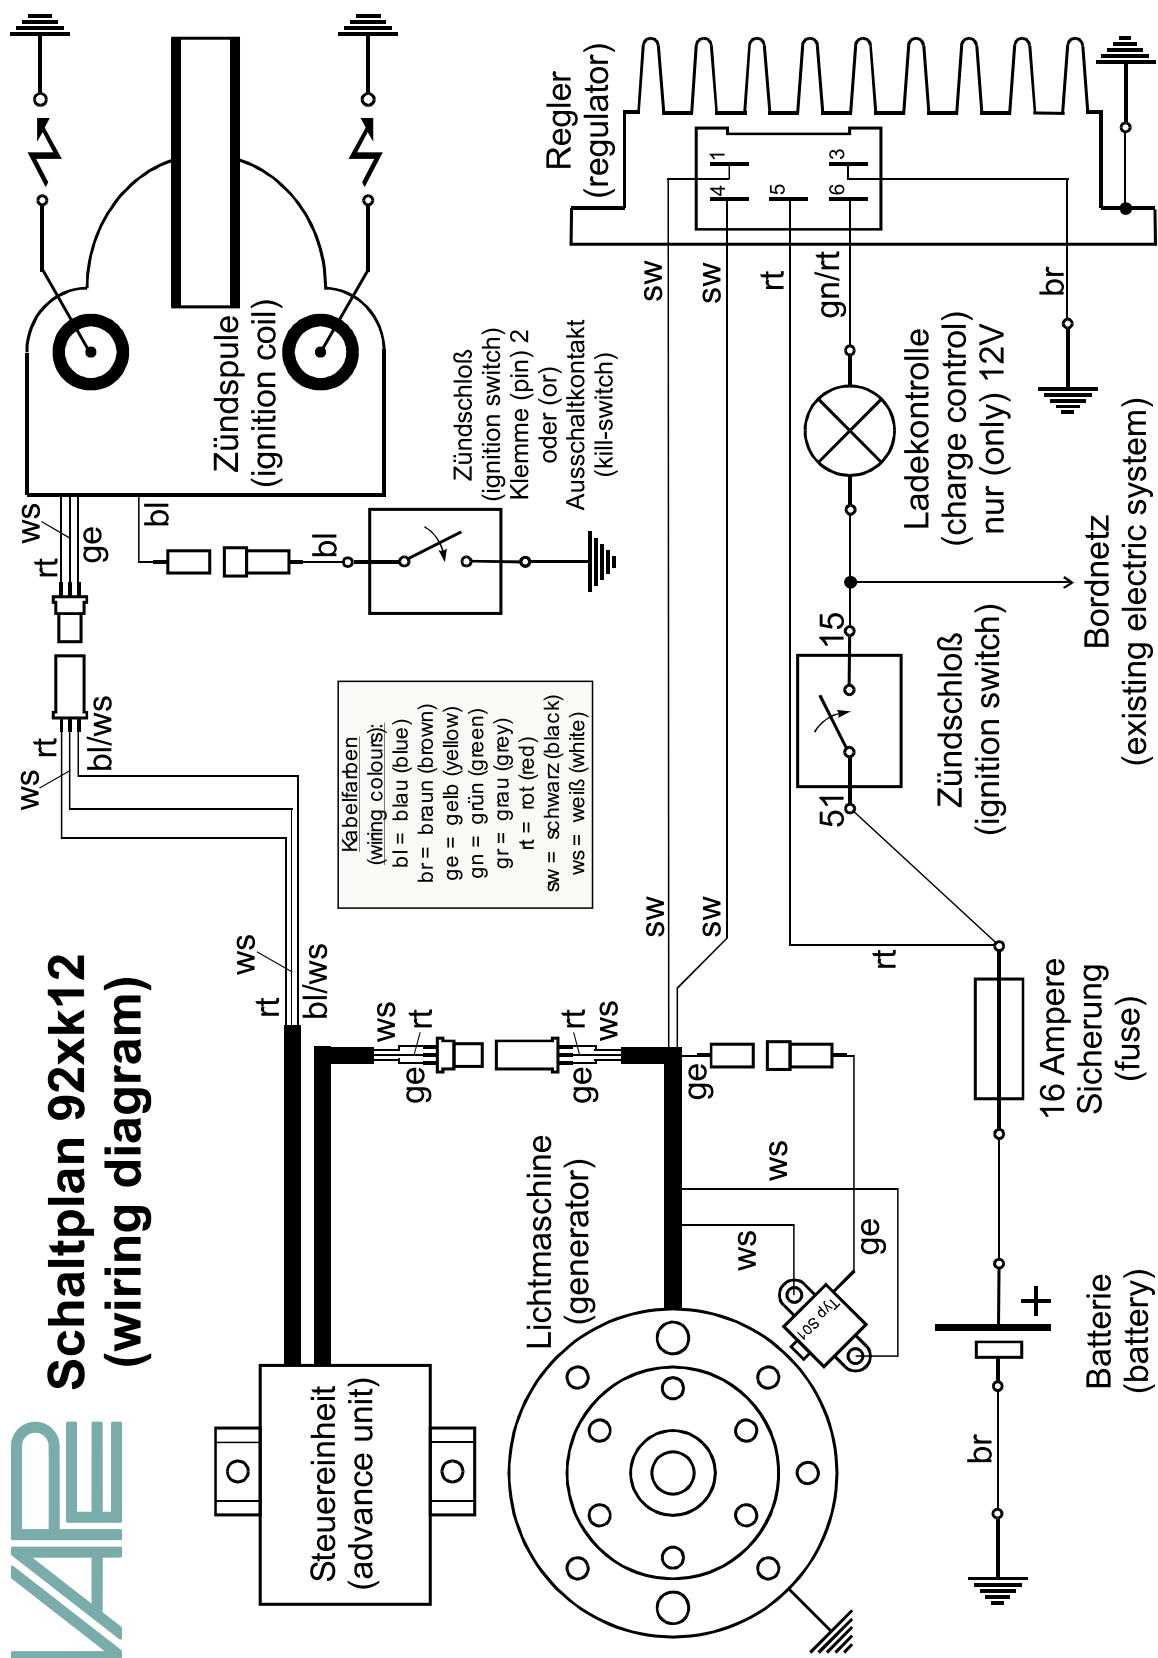 VAPE
Schaltplan 92xk12
(wiring diagram)
Zündspule
(ignition coil)
ws
rt
ge
bl
bl
Zündschloß
(ignition switch)
Klemme (pin) 2
oder (or)
Ausschaltkontakt
(kill-switch)
ws
rt
bl/ws
Kabelfarben
(wiring colours):
bl = blau (blue)
br = braun (brown)
ge = gelb (yellow)
gn = grün (green)
gr = grau (grey)
rt = rot (red)
sw = schwarz (black)
ws = weiß (white)
ws
rt
bl/ws
Steuereinheit
(advance unit)
ws
rt
ge
rt
ws
ge
Lichtmaschine
(generator)
ge
ws
ws
ge
Typ S01
Regler
(regulator)
1
4
5
3
6
sw
sw
rt
gn/rt
br
sw
sw
rt
Ladekontrolle
(charge control)
nur (only) 12V
Bordnetz
(existing electric system)
15
51
Zündschloß
(ignition switch)
16 Ampere
Sicherung
(fuse)
+
Batterie
(battery)
br